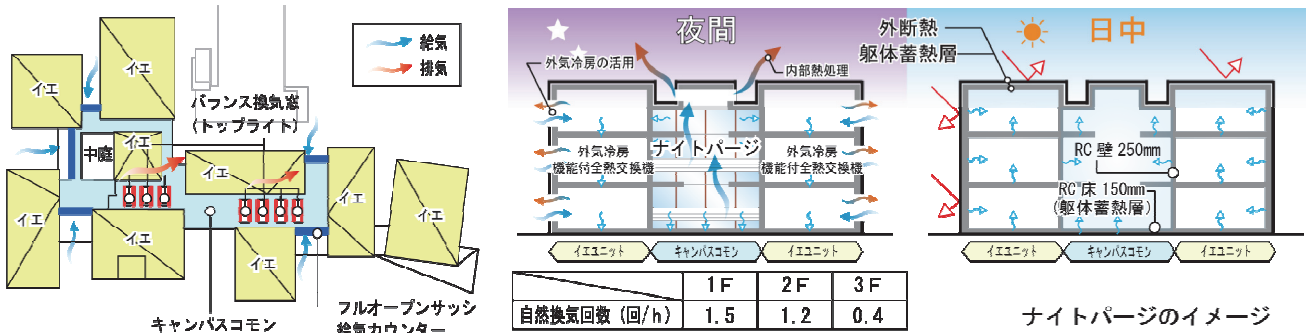 給気
排気
イエ
イエ
バランス換気窓
(トップライト)
中庭
イエ
イエ
イエ
イエ
イエ
イエ
イエ
キャンパスコモン
フルオープンサッシ
給気カウンター
夜間
外気冷房の活用
内部熱処理
ナイトパージ
外気冷房
機能付全熱交換機
外気冷房
機能付全熱交換機
イエユニット
キャンパスコモン
イエユニット
1F 2F 3F
自然換気回数(回/h) 1.5 1.2 0.4
外断熱
躯体蓄熱層
日中
RC 壁 250mm
RC 床 150mm
(躯体蓄熱層)
イエユニット
キャンパスコモン
イエユニット
ナイトパージのイメージ